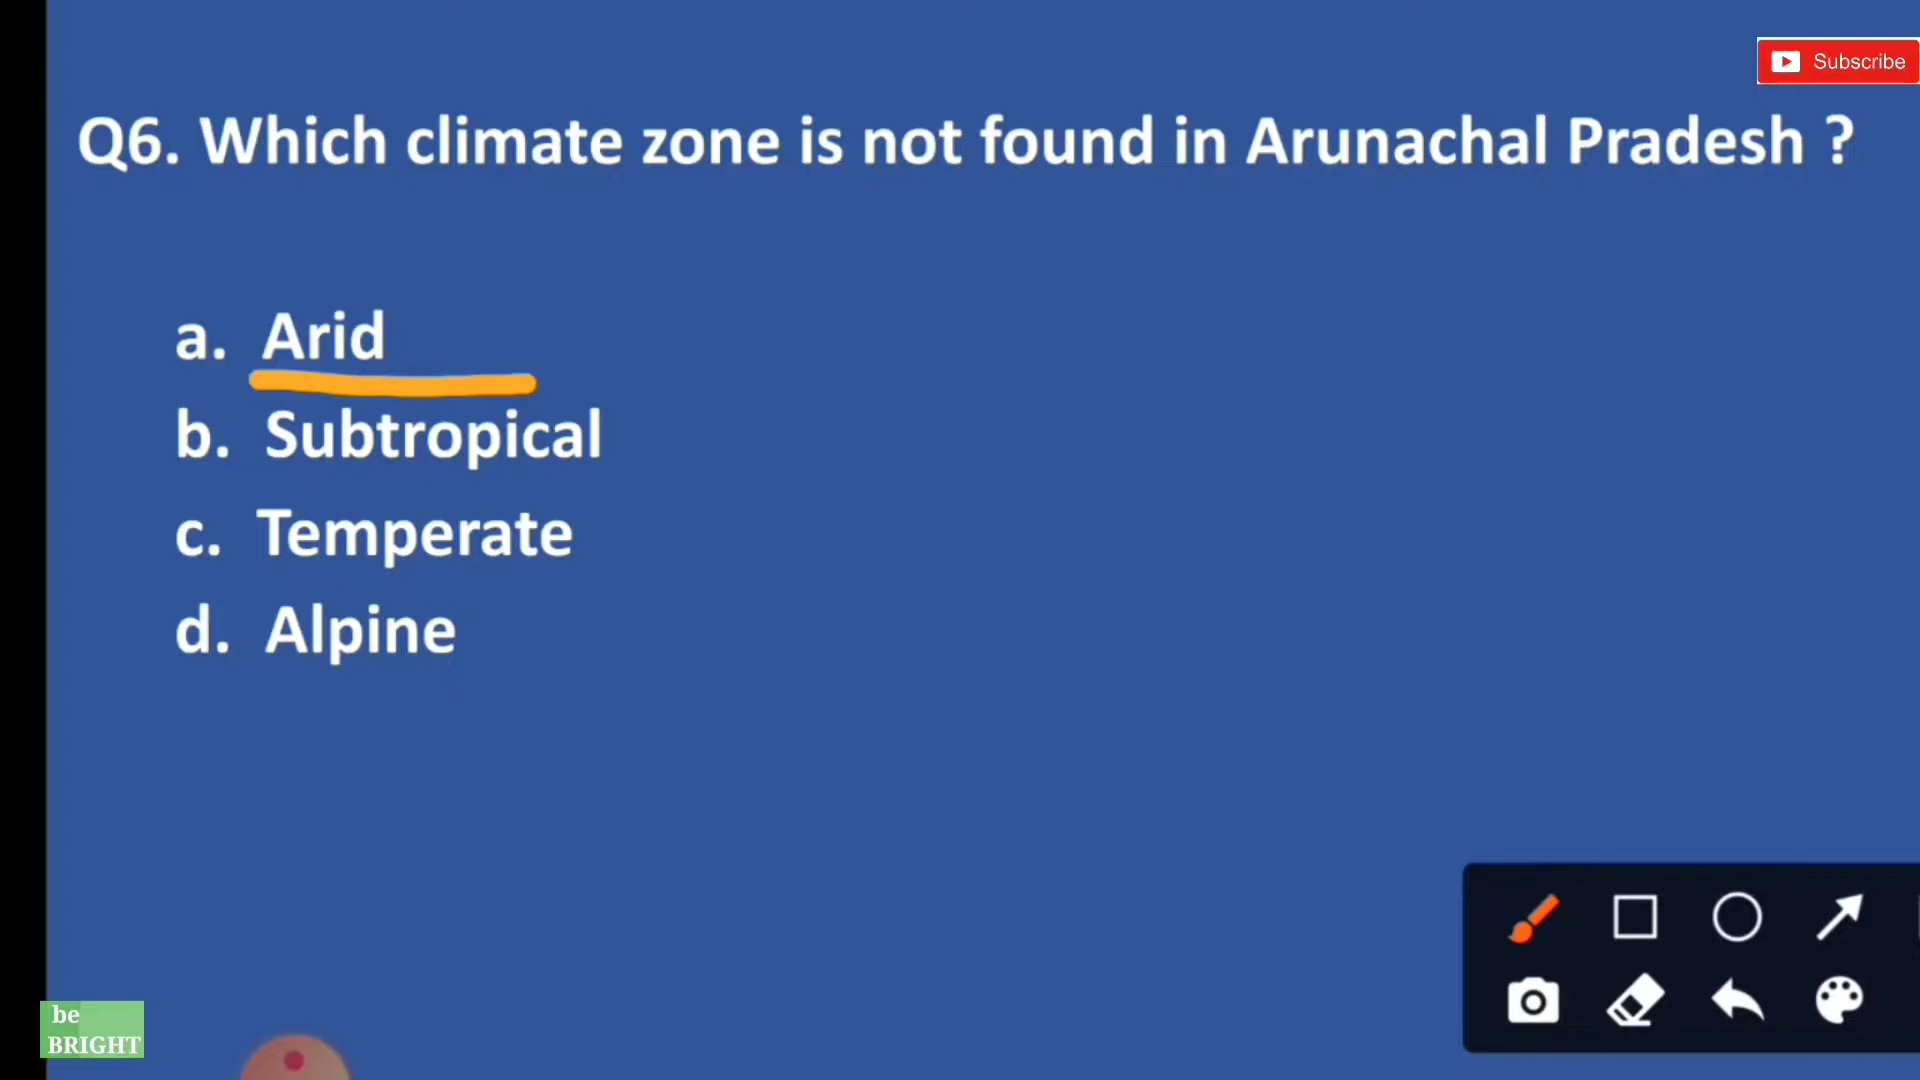 Subscribe
Q6. Which climate zone is not found in Arunachal Pradesh ?
a. Arid
b. Subtropical
c. Temperate
d. Alpine
be
BRIGHT